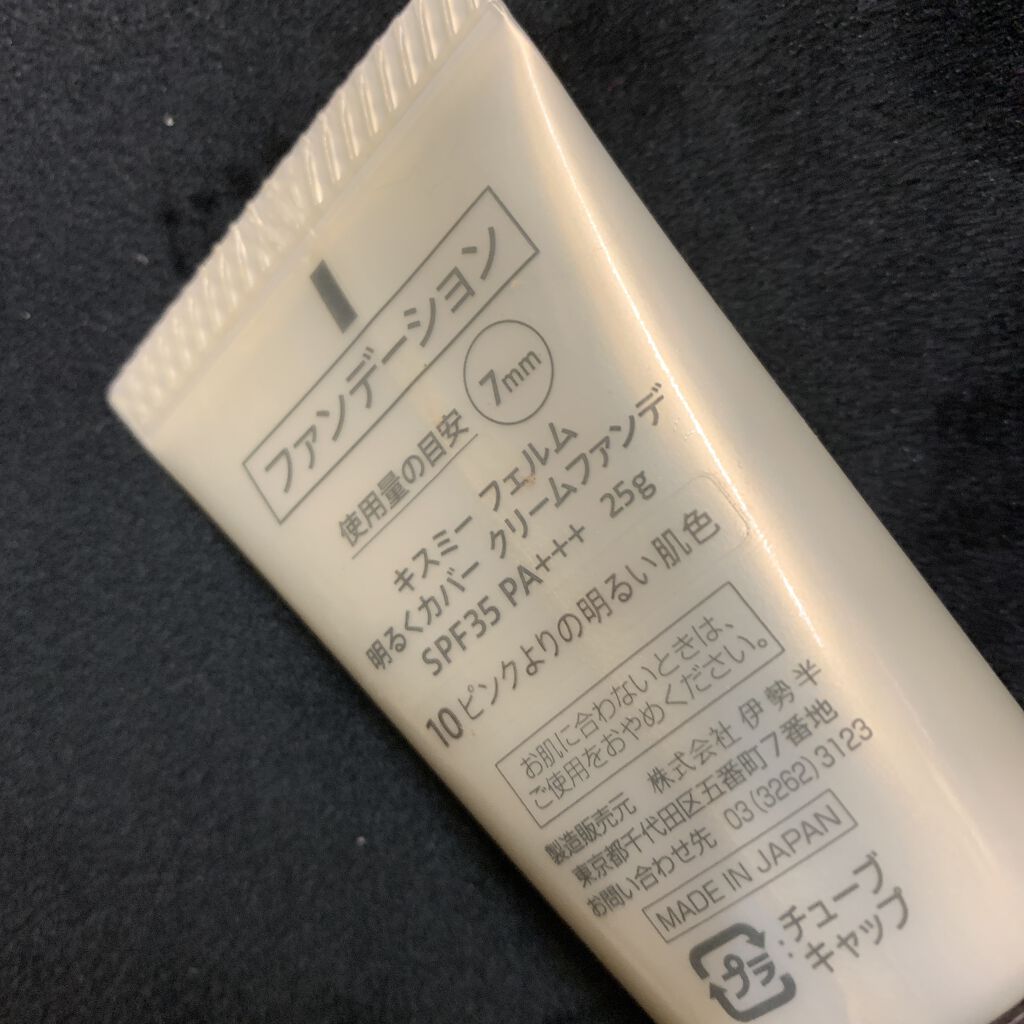 ファンデーション
使用量の目安 7mm
キスミー フェルム
明るくカバー クリームファンデ
SPF35 PA+++ 25g
10 ピンクよりの明るい肌色
お肌に合わないときは、
ご使用をおやめください。
製造販売元 株式会社 伊勢半
東京都千代田区五番町7番地
お問い合わせ先 03(3262)3123
MADE IN JAPAN
プラ:チューブ
キャップ